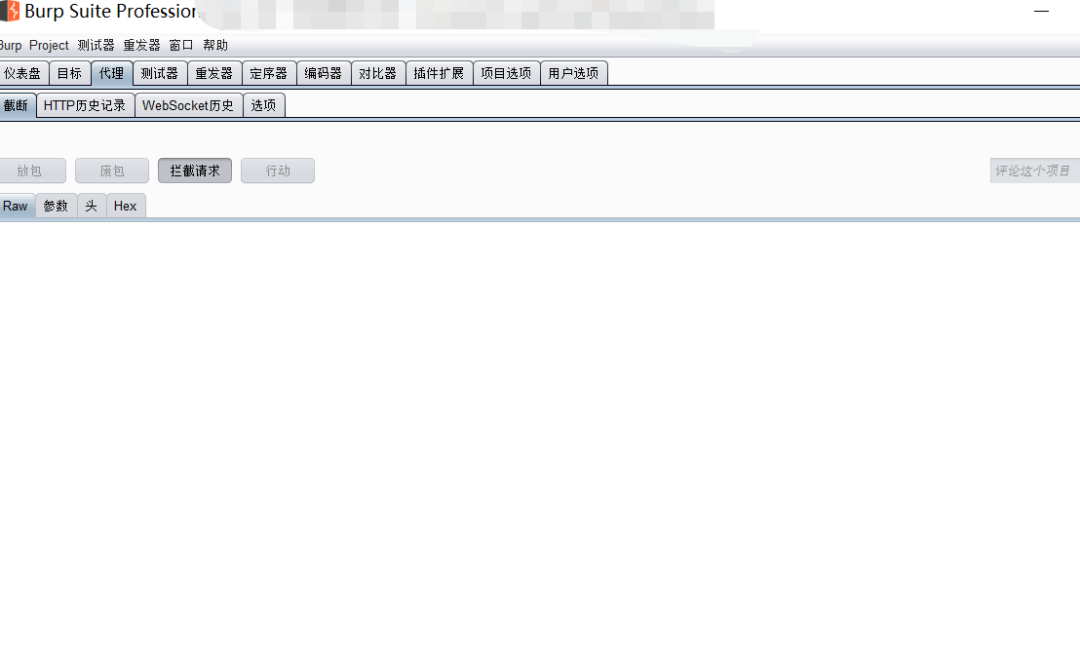 Burp Suite Profession
Burp Project 测试器 重发器 窗口 帮助
仪表盘 目标 代理 测试器 重发器 定序器 编码器 对比器 插件扩展 项目选项 用户选项
截断 HTTP历史记录 WebSocket历史 选项
放包 废包 拦截请求 行动 评论这个项目
Raw 参数 头 Hex